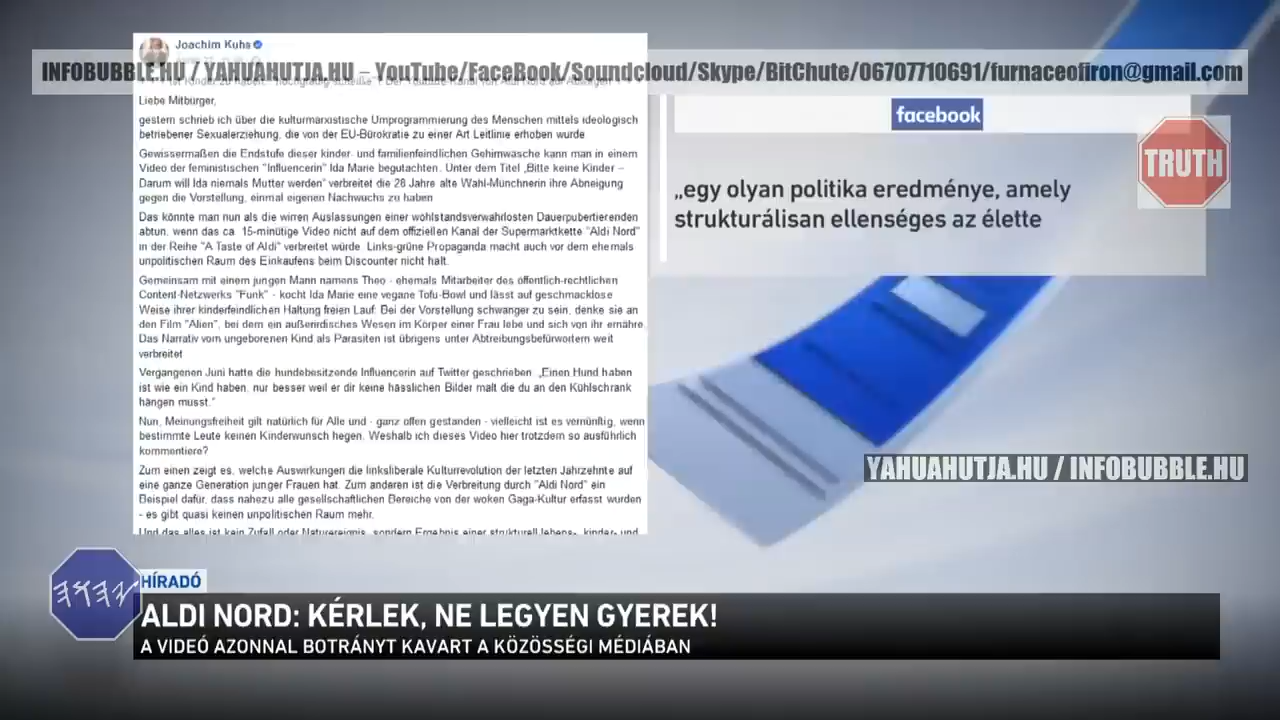 Joachim Kuhs
INFOBUBBLE.HU / YAHUAHUTJA.HU – YouTube/FaceBook/Soundcloud/Skype/BitChute/06707710691/furnaceofiron@gmail.com
Liebe Mitbürger,
gestern schrieb ich über die kulturmarxistische Umprogrammierung des Menschen mittels ideologisch
betriebener Sexualerziehung, die von der EU-Bürokratie zu einer Art Leitlinie erhoben wurde
Gewissermaßen die Endstufe dieser kinder- und familienfeindlichen Gehirnwäsche kann man in einem
Video der feministischen "Influencerin" Ida Marie begutachten. Unter dem Titel „Bitte keine Kinder –
Darum will Ida niemals Mutter werden" verbreitet die 28 Jahre alte Wahl-Münchnerin ihre Abneigung
gegen die Vorstellung, einmal eigenen Nachwuchs zu haben
Das könnte man nun als die wirren Auslassungen einer wohlstandsverwahrlosten Dauerpubertierenden
abtun, wenn das ca. 15-minütige Video nicht auf dem offiziellen Kanal der Supermarktkette "Aldi Nord"
in der Reihe "A Taste of Aldi" verbreitet würde. Links-grüne Propaganda macht auch vor dem ehemals
unpolitischen Raum des Einkaufens beim Discounter nicht halt.
Gemeinsam mit einem jungen Mann namens Theo - ehemals Mitarbeiter des öffentlich-rechtlichen
Content-Netzwerks "Funk" - kocht Ida Marie eine vegane Tofu-Bowl und lässt auf geschmacklose
Weise ihrer kinderfeindlichen Haltung freien Lauf: Bei der Vorstellung schwanger zu sein, denke sie an
den Film "Alien", bei dem ein außerirdisches Wesen im Körper einer Frau lebe und sich von ihr ernähre.
Das Narrativ vom ungeborenen Kind als Parasiten ist übrigens unter Abtreibungsbefürwortern weit
verbreitet
Vergangenen Juni hatte die hundebesitzende Influencerin auf Twitter geschrieben: „Einen Hund haben
ist wie ein Kind haben, nur besser weil er dir keine hässlichen Bilder malt die du an den Kühlschrank
hängen musst."
Nun, Meinungsfreiheit gilt natürlich für Alle und - ganz offen gestanden - vielleicht ist es vernünftig, wenn
bestimmte Leute keinen Kinderwunsch hegen. Weshalb ich dieses Video hier trotzdem so ausführlich
kommentiere?
Zum einen zeigt es, welche Auswirkungen die linksliberale Kulturrevolution der letzten Jahrzehnte auf
eine ganze Generation junger Frauen hat. Zum anderen ist die Verbreitung durch "Aldi Nord" ein
Beispiel dafür, dass nahezu alle gesellschaftlichen Bereiche von der woken Gaga-Kultur erfasst wurden
- es gibt quasi keinen unpolitischen Raum mehr.
Und das alles ist kein Zufall oder Naturereignis, sondern Ergebnis einer strukturell lebens-, kinder- und
facebook
TRUTH
„egy olyan politika eredménye, amely
strukturálisan ellenséges az élette
YAHUAHUTJA.HU / INFOBUBBLE.HU
HÍRADÓ
ALDI NORD: KÉRLEK, NE LEGYEN GYEREK!
A VIDEÓ AZONNAL BOTRÁNYT KAVART A KÖZÖSSÉGI MÉDIÁBAN